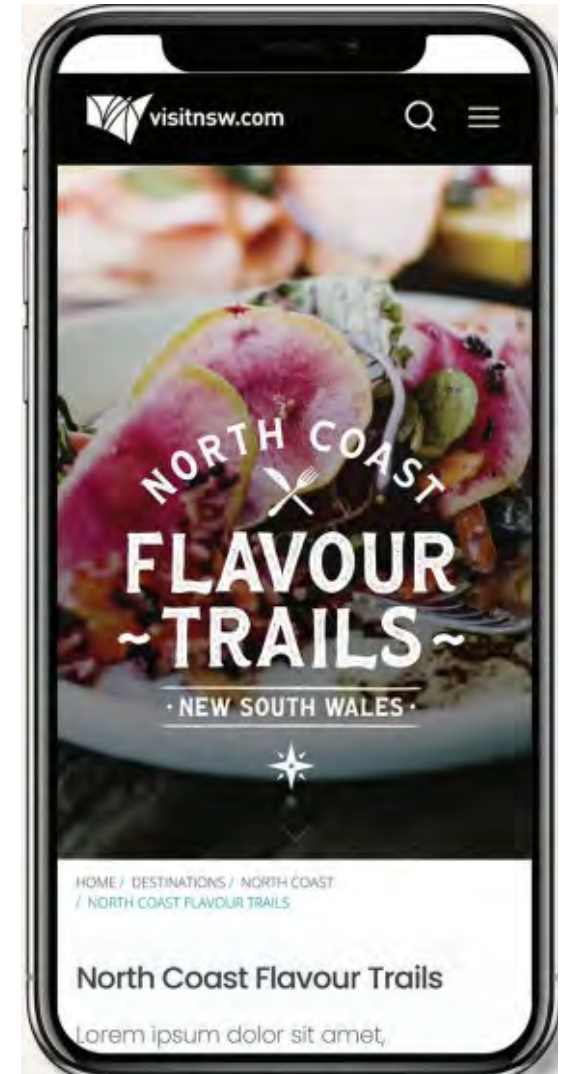 visitnsw.com
NORTH COAST
FLAVOUR
~TRAILS~
· NEW SOUTH WALES ·
HOME / DESTINATIONS / NORTH COAST
/ NORTH COAST FLAVOUR TRAILS
North Coast Flavour Trails
Lorem ipsum dolor sit amet,